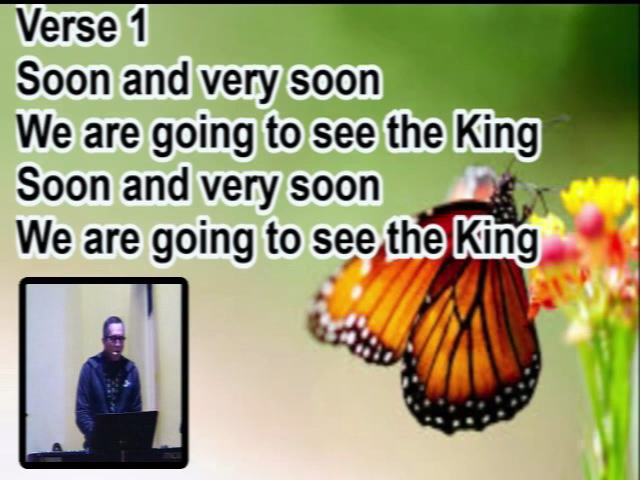 Verse 1
Soon and very soon
We are going to see the King
Soon and very soon
We are going to see the King